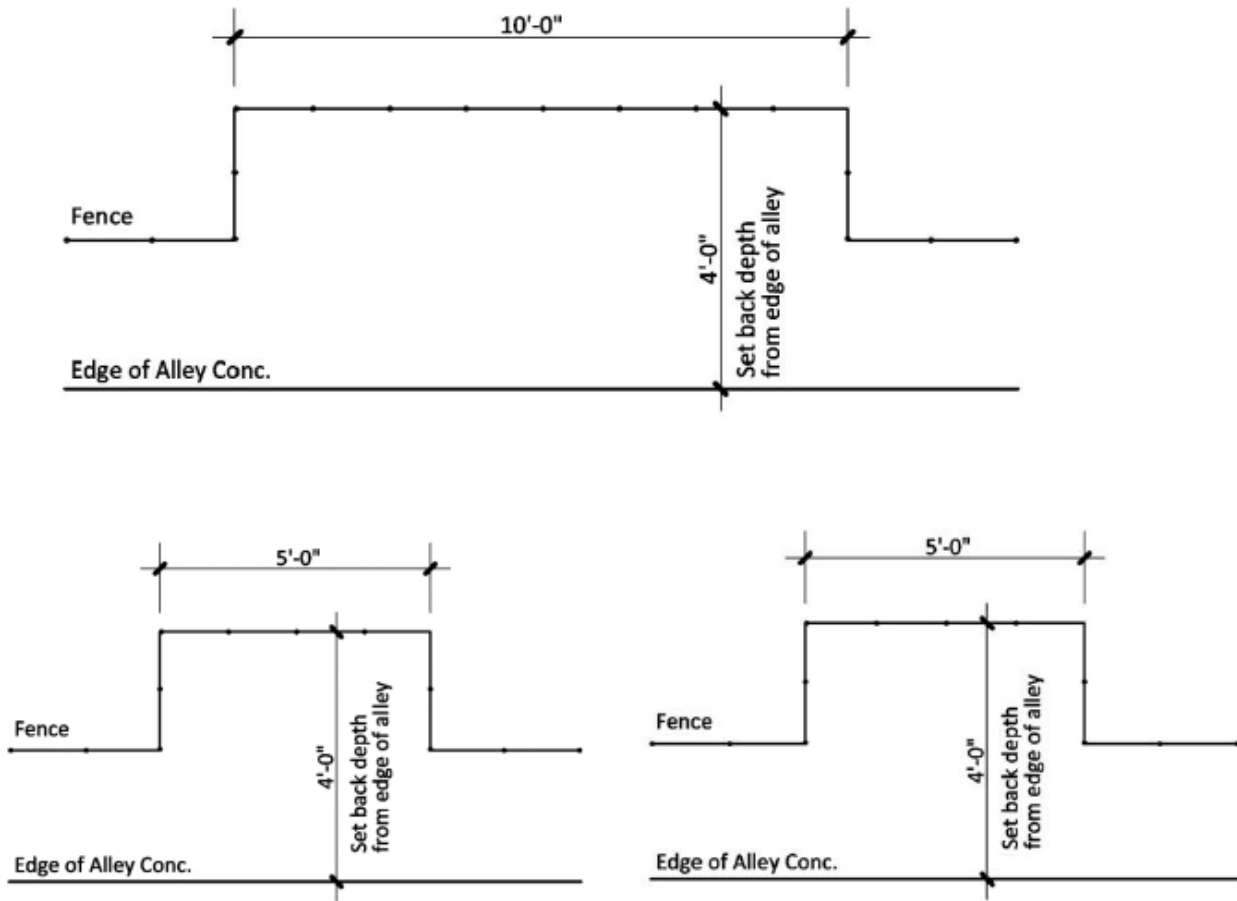 10'-0"
Fence
4'-0"
Set back depth
from edge of alley
Edge of Alley Conc.
5'-0"
Fence
4'-0"
Set back depth
from edge of alley
Edge of Alley Conc.
5'-0"
Fence
4'-0"
Set back depth
from edge of alley
Edge of Alley Conc.